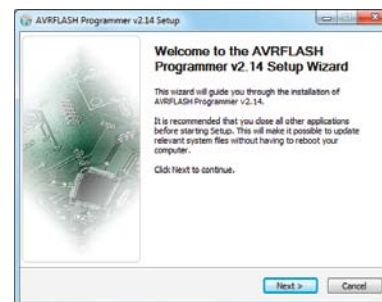 AVRFLASH Programmer v2.14 Setup
Welcome to the AVRFLASH
Programmer v2.14 Setup Wizard
This wizard will guide you through the installation of
AVRFLASH Programmer v2.14.
It is recommended that you close all other applications
before starting Setup. This will make it possible to update
relevant system files without having to reboot your
computer.
Click Next to continue.
Next > Cancel